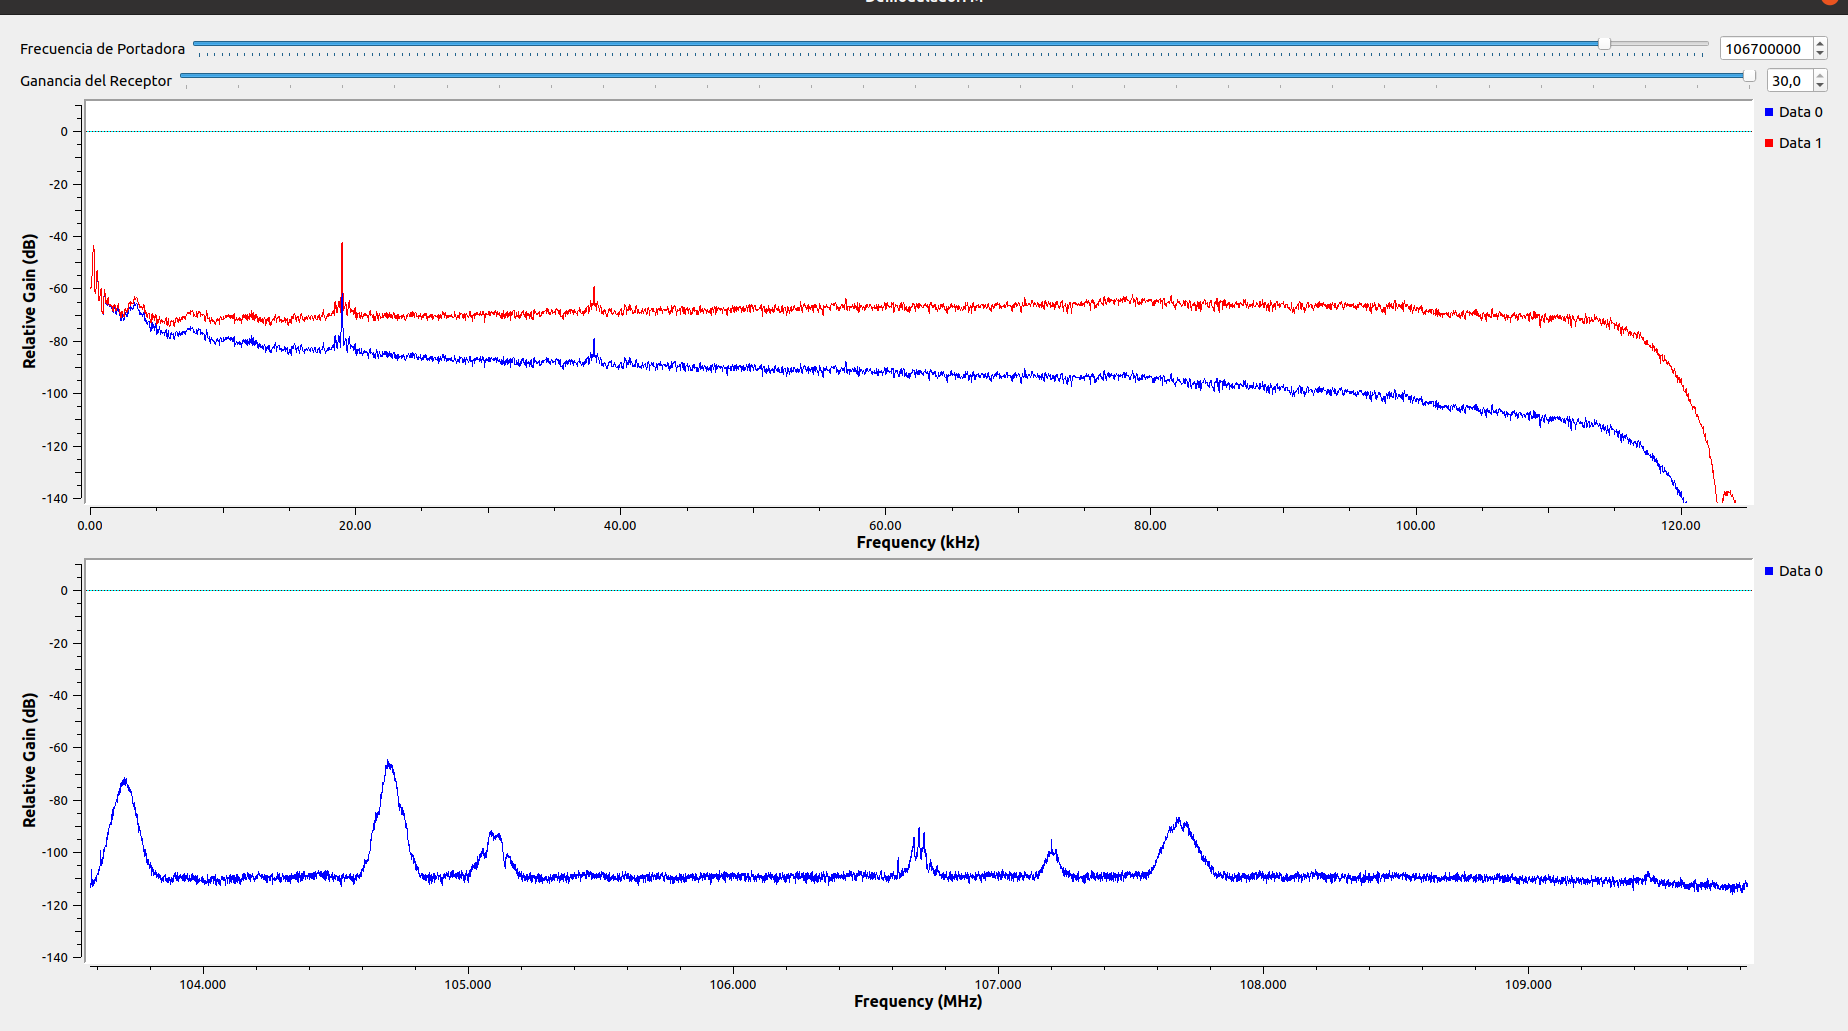 Frecuencia de Portadora 106700000
Ganancia del Receptor 30,0
Relative Gain (dB)
0
-20
-40
-60
-80
-100
-120
-140
Data 0
Data 1
0.00 20.00 40.00 60.00 80.00 100.00 120.00
Frequency (kHz)
Relative Gain (dB)
0
-20
-40
-60
-80
-100
-120
-140
Data 0
104.000 105.000 106.000 107.000 108.000 109.000
Frequency (MHz)